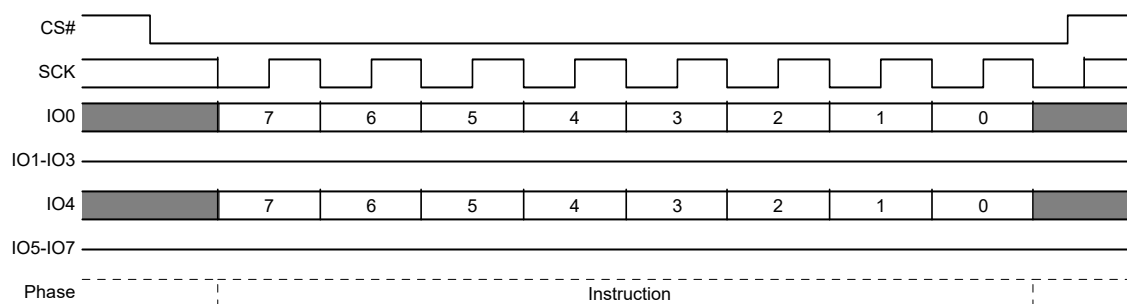 CS#
SCK
IO0 7 6 5 4 3 2 1 0
IO1-IO3
IO4 7 6 5 4 3 2 1 0
IO5-IO7
Phase Instruction